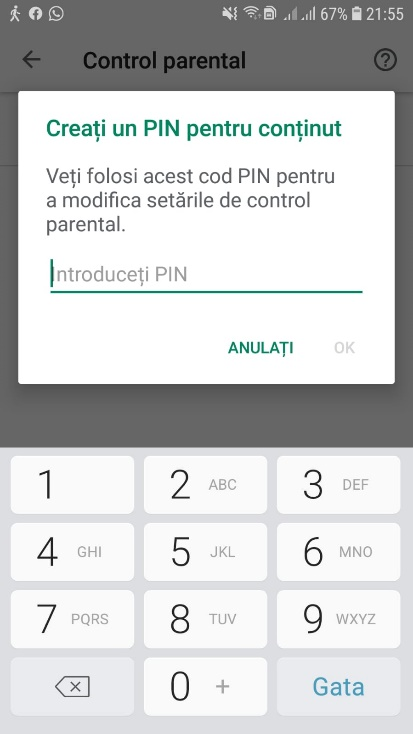 67% 21:55
Control parental
Creați un PIN pentru conținut
Veți folosi acest cod PIN pentru
a modifica setările de control
parental.
Introduceți PIN
ANULAȚI OK
1 2 ABC 3 DEF
4 GHI 5 JKL 6 MNO
7 PQRS 8 TUV 9 WXYZ
0 + Gata